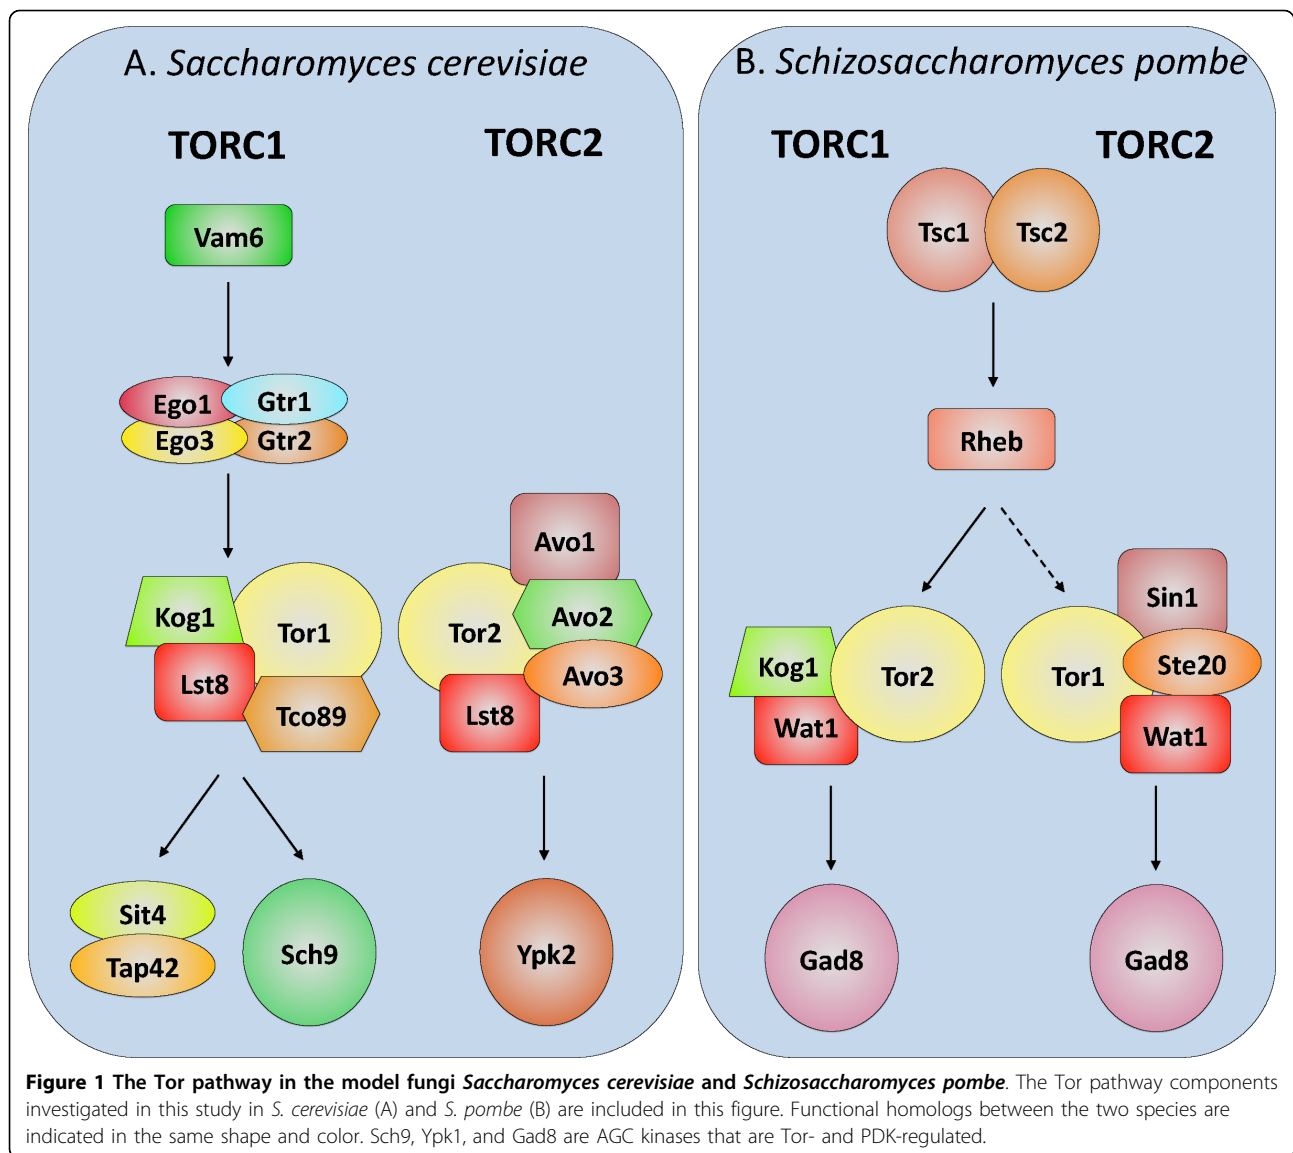 A. Saccharomyces cerevisiae
TORC1
TORC2
Vam6
Ego1
Gtr1
Ego3
Gtr2
Avo1
Kog1
Tor1
Tor2
Avo2
Lst8
Avo3
Tco89
Lst8
Sit4
Tap42
Sch9
Ypk2
B. Schizosaccharomyces pombe
TORC1
TORC2
Tsc1
Tsc2
Rheb
Sin1
Kog1
Tor2
Tor1
Ste20
Wat1
Wat1
Gad8
Gad8
Figure 1 The Tor pathway in the model fungi Saccharomyces cerevisiae and Schizosaccharomyces pombe. The Tor pathway components
investigated in this study in S. cerevisiae (A) and S. pombe (B) are included in this figure. Functional homologs between the two species are
indicated in the same shape and color. Sch9, Ypk1, and Gad8 are AGC kinases that are Tor- and PDK-regulated.